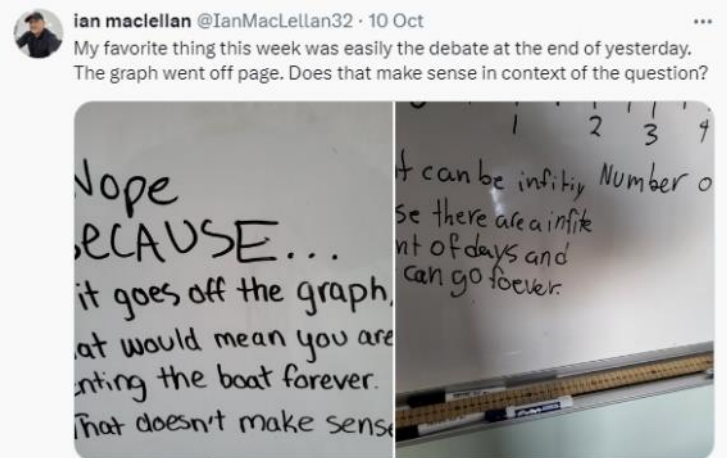 ian maclellan @IanMacLellan32 · 10 Oct
My favorite thing this week was easily the debate at the end of yesterday.
The graph went off page. Does that make sense in context of the question?
Nope
BECAUSE...
it goes off the graph,
at would mean you are
enting the boat forever.
That doesn't make sense
1 2 3 4
t can be infitiy Number o
se there are a infite
nt of days and
can go foever.